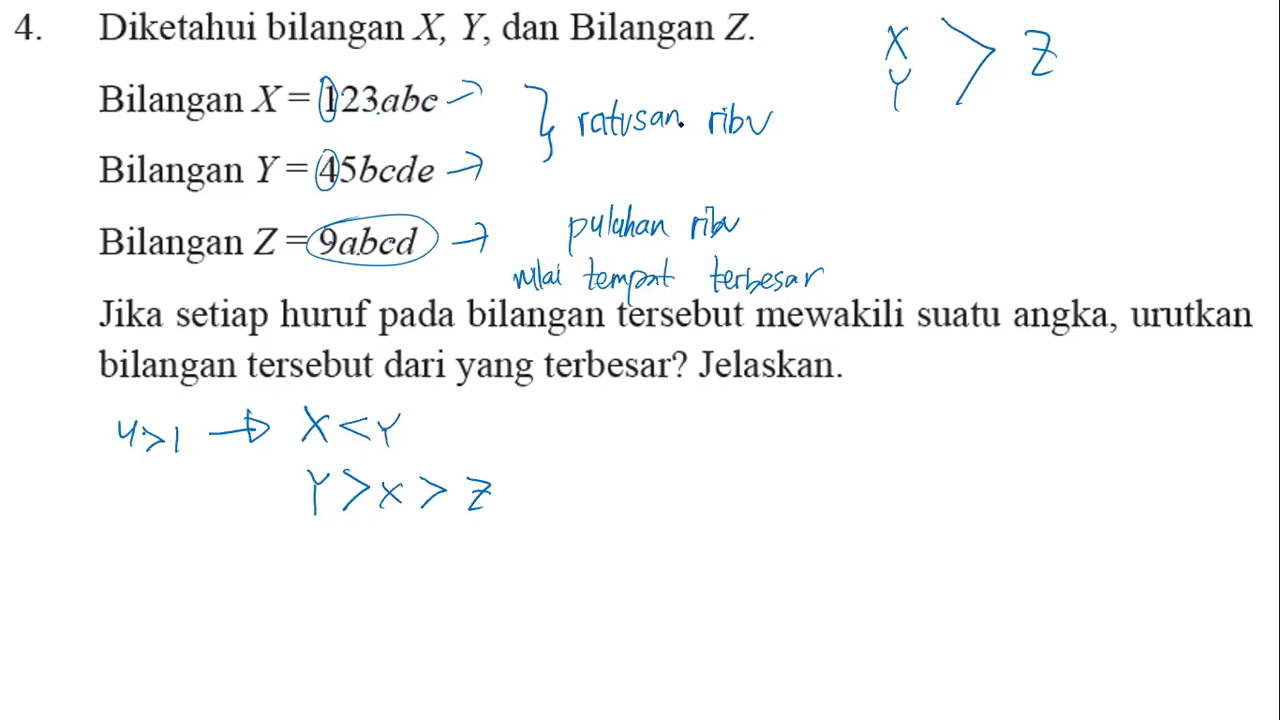 4. Diketahui bilangan X, Y, dan Bilangan Z.
X
Y > Z
Bilangan X = 123abc
ratusan ribu
Bilangan Y = 45bcde →
Bilangan Z = 9abcd → puluhan ribu
nilai tempat terbesar
Jika setiap huruf pada bilangan tersebut mewakili suatu angka, urutkan
bilangan tersebut dari yang terbesar? Jelaskan.
4>1 → X < Y
Y > X > Z